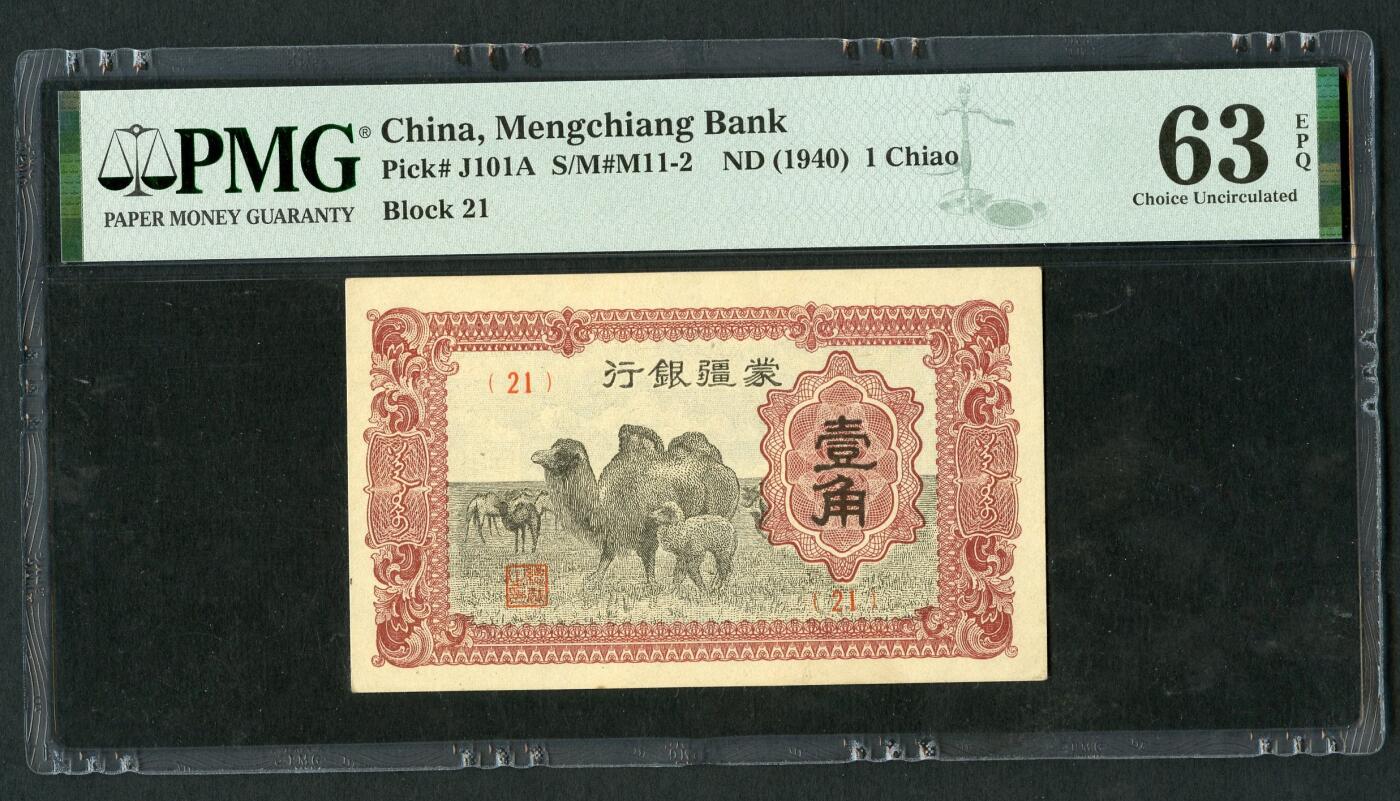 PMG®
PAPER MONEY GUARANTY
China, Mengchiang Bank
Pick# J101A S/M#M11-2 ND (1940) 1 Chiao
Block 21
63 EPQ
Choice Uncirculated
行銀疆蒙
(21)
壹角
(21)